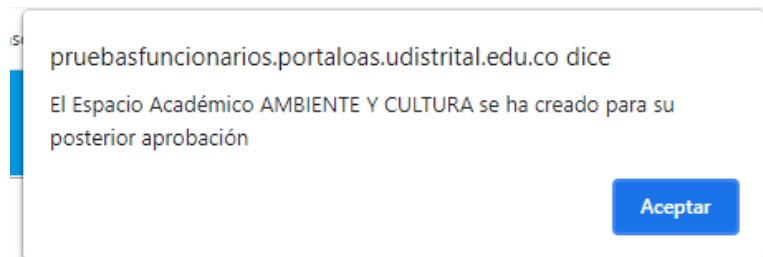 pruebasfuncionarios.portaloas.udistrital.edu.co dice
El Espacio Académico AMBIENTE Y CULTURA se ha creado para su
posterior aprobación
Aceptar